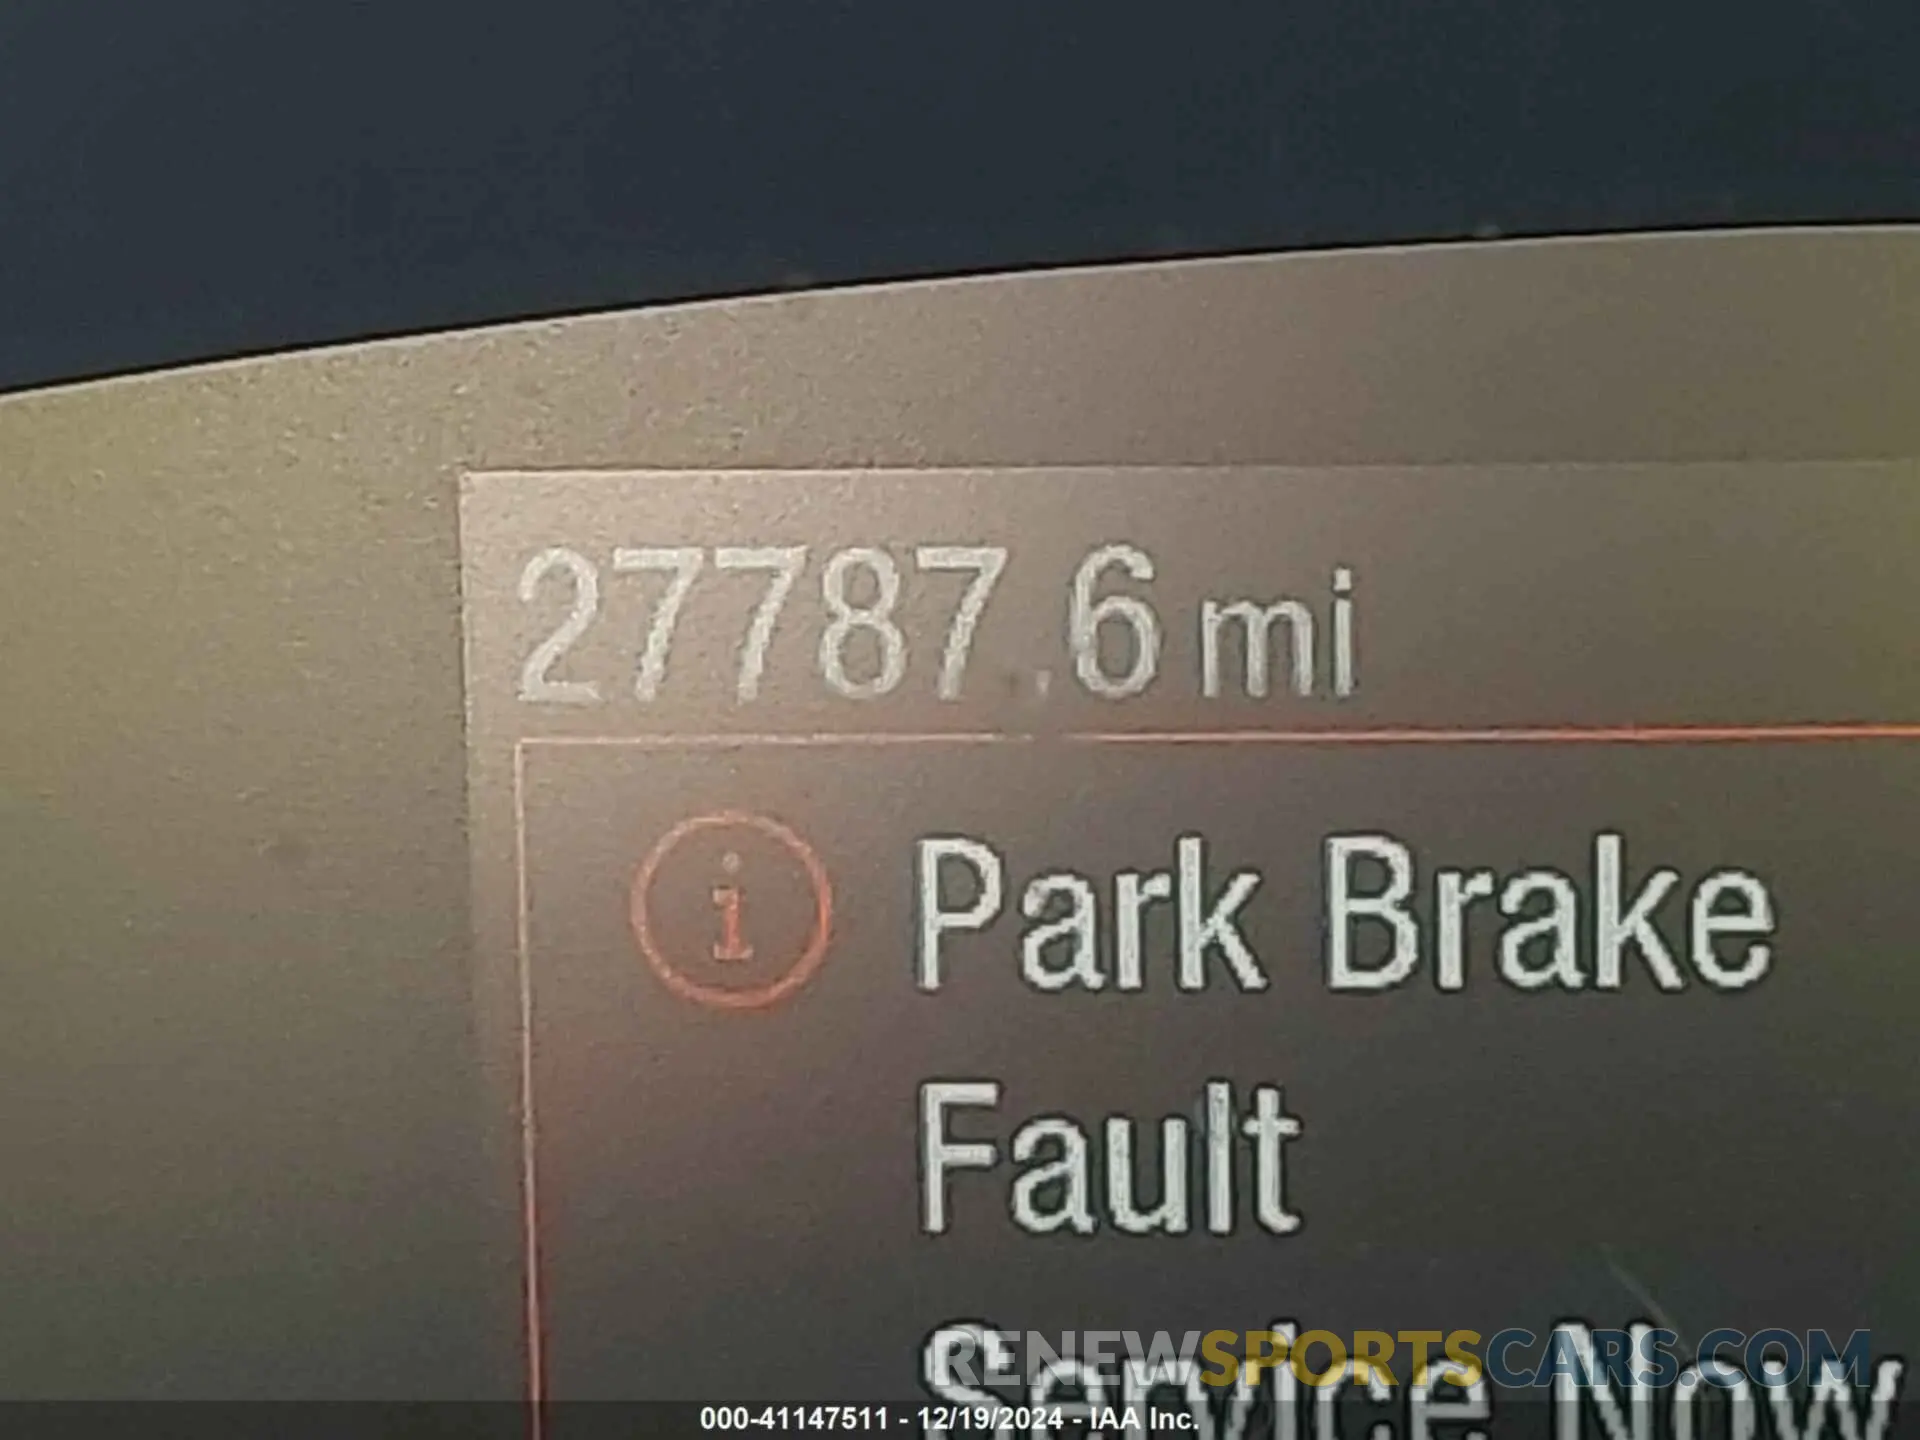 27787.6 mi
i
Park Brake
Fault
Service Now
RENEWSPORTSCARS.COM
000-41147511 - 12/19/2024 - IAA Inc.